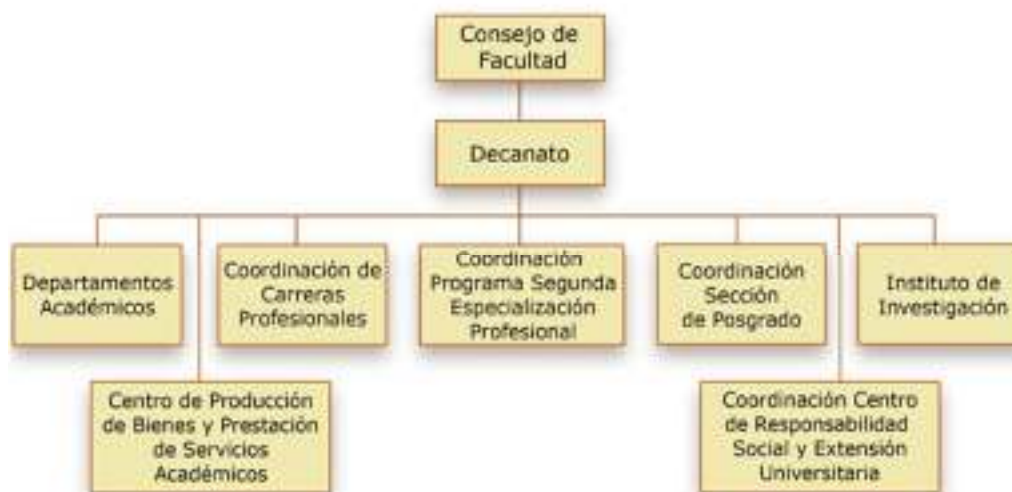 Consejo de
Facultad
Decanato
Departamentos
Académicos
Coordinación de
Carreras
Profesionales
Coordinación
Programa Segunda
Especialización
Profesional
Coordinación
Sección
de Posgrado
Instituto de
Investigación
Centro de Producción
de Bienes y Prestación
de Servicios
Académicos
Coordinación Centro
de Responsabilidad
Social y Extensión
Universitaria